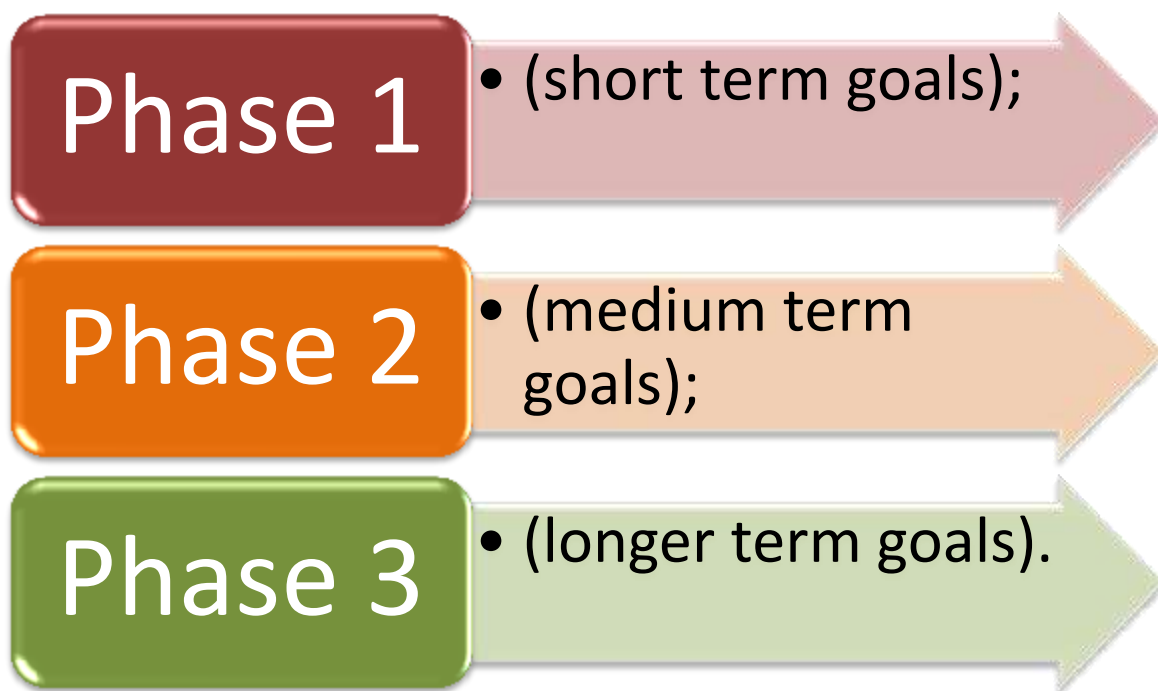 Phase 1
• (short term goals);
Phase 2
• (medium term
goals);
Phase 3
• (longer term goals).